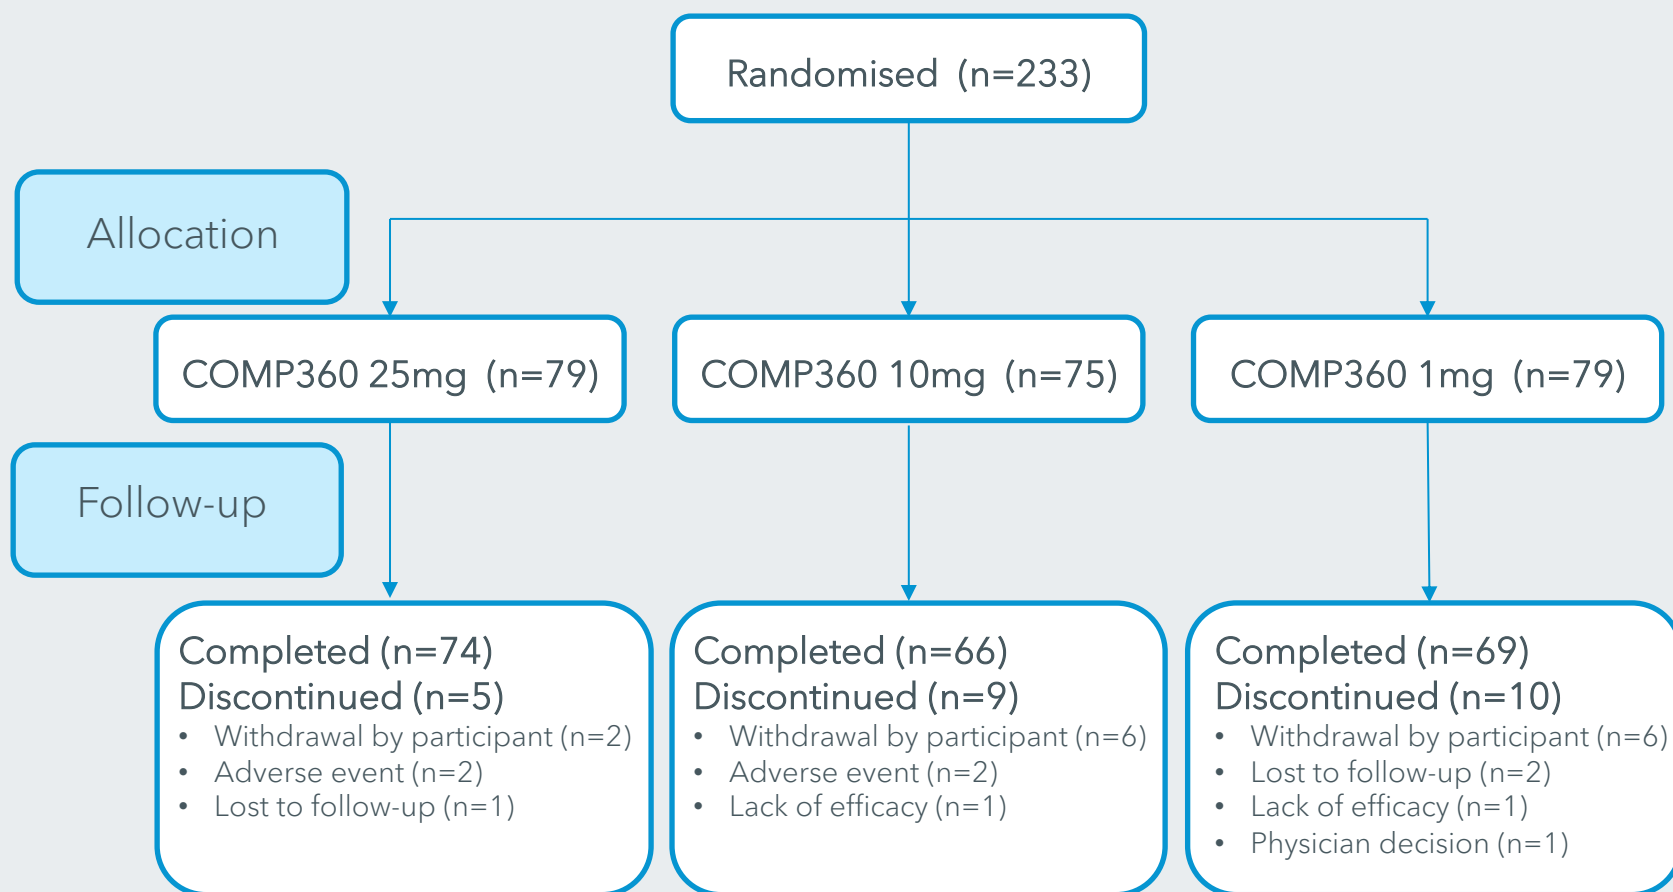 Randomised (n=233)
Allocation
COMP360 25mg (n=79)
COMP360 10mg (n=75)
COMP360 1mg (n=79)
Follow-up
Completed (n=74)
Discontinued (n=5)
• Withdrawal by participant (n=2)
• Adverse event (n=2)
• Lost to follow-up (n=1)
Completed (n=66)
Discontinued (n=9)
• Withdrawal by participant (n=6)
• Adverse event (n=2)
• Lack of efficacy (n=1)
Completed (n=69)
Discontinued (n=10)
• Withdrawal by participant (n=6)
• Lost to follow-up (n=2)
• Lack of efficacy (n=1)
• Physician decision (n=1)